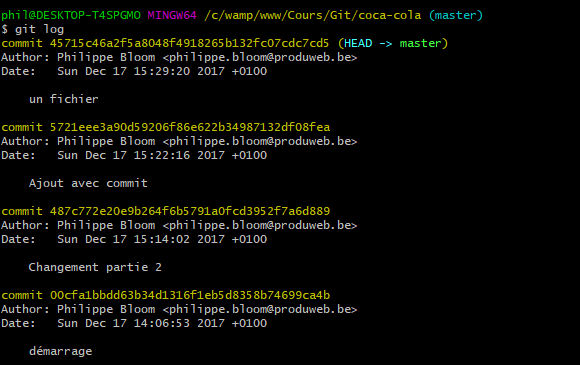 phil@DESKTOP-T4SPGMO MINGW64 /c/wamp/www/Cours/Git/coca-cola (master)
$ git log
commit 45715c46a2f5a8048f4918265b132fc07cdc7cd5 (HEAD -> master)
Author: Philippe Bloom <philippe.bloom@produweb.be>
Date:   Sun Dec 17 15:29:20 2017 +0100
un fichier
commit 5721eee3a90d59206f86e622b34987132df08fea
Author: Philippe Bloom <philippe.bloom@produweb.be>
Date:   Sun Dec 17 15:22:16 2017 +0100
Ajout avec commit
commit 487c772e20e9b264f6b5791a0fcd3952f7a6d889
Author: Philippe Bloom <philippe.bloom@produweb.be>
Date:   Sun Dec 17 15:14:02 2017 +0100
Changement partie 2
commit 00cfa1bbdd63b34d1316f1eb5d8358b74699ca4b
Author: Philippe Bloom <philippe.bloom@produweb.be>
Date:   Sun Dec 17 14:06:53 2017 +0100
démarrage